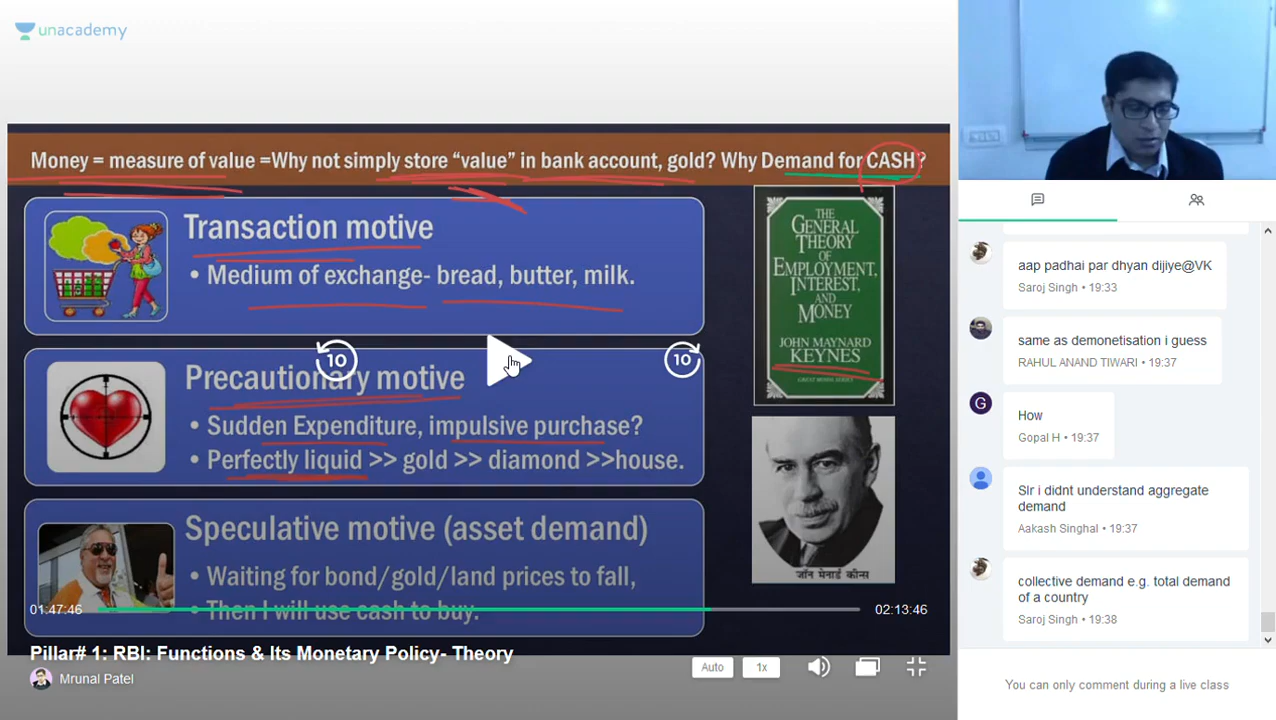 unacademy
Money = measure of value =Why not simply store “value” in bank account, gold? Why Demand for CASH?
Transaction motive
• Medium of exchange- bread, butter, milk.
Precautionary motive
• Sudden Expenditure, impulsive purchase?
• Perfectly liquid >> gold >> diamond >>house.
Speculative motive (asset demand)
• Waiting for bond/gold/land prices to fall,
• Then I will use cash to buy.
THE
GENERAL
THEORY
OF
EMPLOYMENT,
INTEREST,
AND
MONEY
JOHN MAYNARD
KEYNES
GREAT MINDS SERIES
जॉन मेनार्ड कीन्स
10
10
01:47:46
02:13:46
Pillar# 1: RBI: Functions & Its Monetary Policy- Theory
Mrunal Patel
Auto
1x
aap padhai par dhyan dijiye@VK
Saroj Singh • 19:33
same as demonetisation i guess
RAHUL ANAND TIWARI • 19:37
G
How
Gopal H • 19:37
SIr i didnt understand aggregate
demand
Aakash Singhal • 19:37
collective demand e.g. total demand
of a country
Saroj Singh • 19:38
You can only comment during a live class